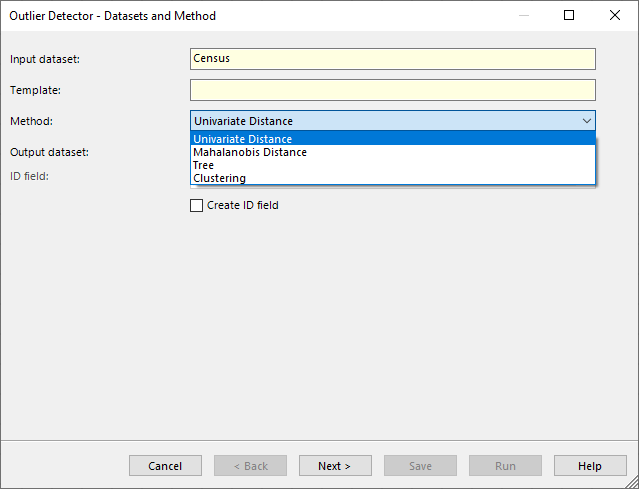 Outlier Detector - Datasets and Method
Input dataset: Census
Template:
Method: Univariate Distance
Univariate Distance
Mahalanobis Distance
Tree
Clustering
Output dataset:
ID field:
Create ID field
Cancel < Back Next > Save Run Help